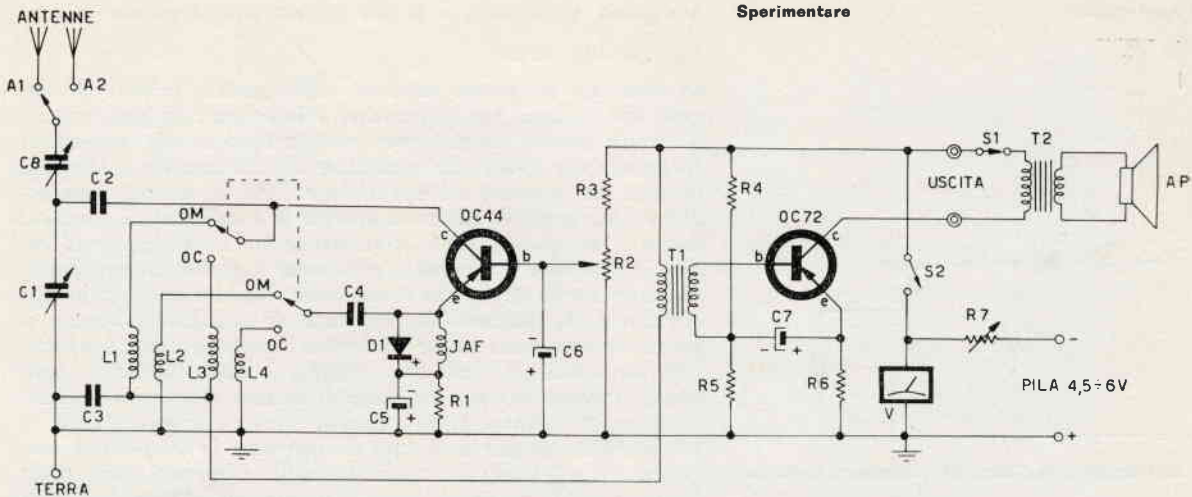 Sperimentare
ANTENNE
A1
A2
C8
C2
OM
OC
C1
L1
L2
L3
L4
C3
OM
OC
C4
OC44
c
b
e
D1
+
JAF
-
C5
+
R1
-
C6
+
R3
R2
T1
R4
R5
OC72
c
b
e
C7
-
+
R6
S1
T2
USCITA
AP
S2
R7
-
PILA 4,5÷6V
V
+
TERRA